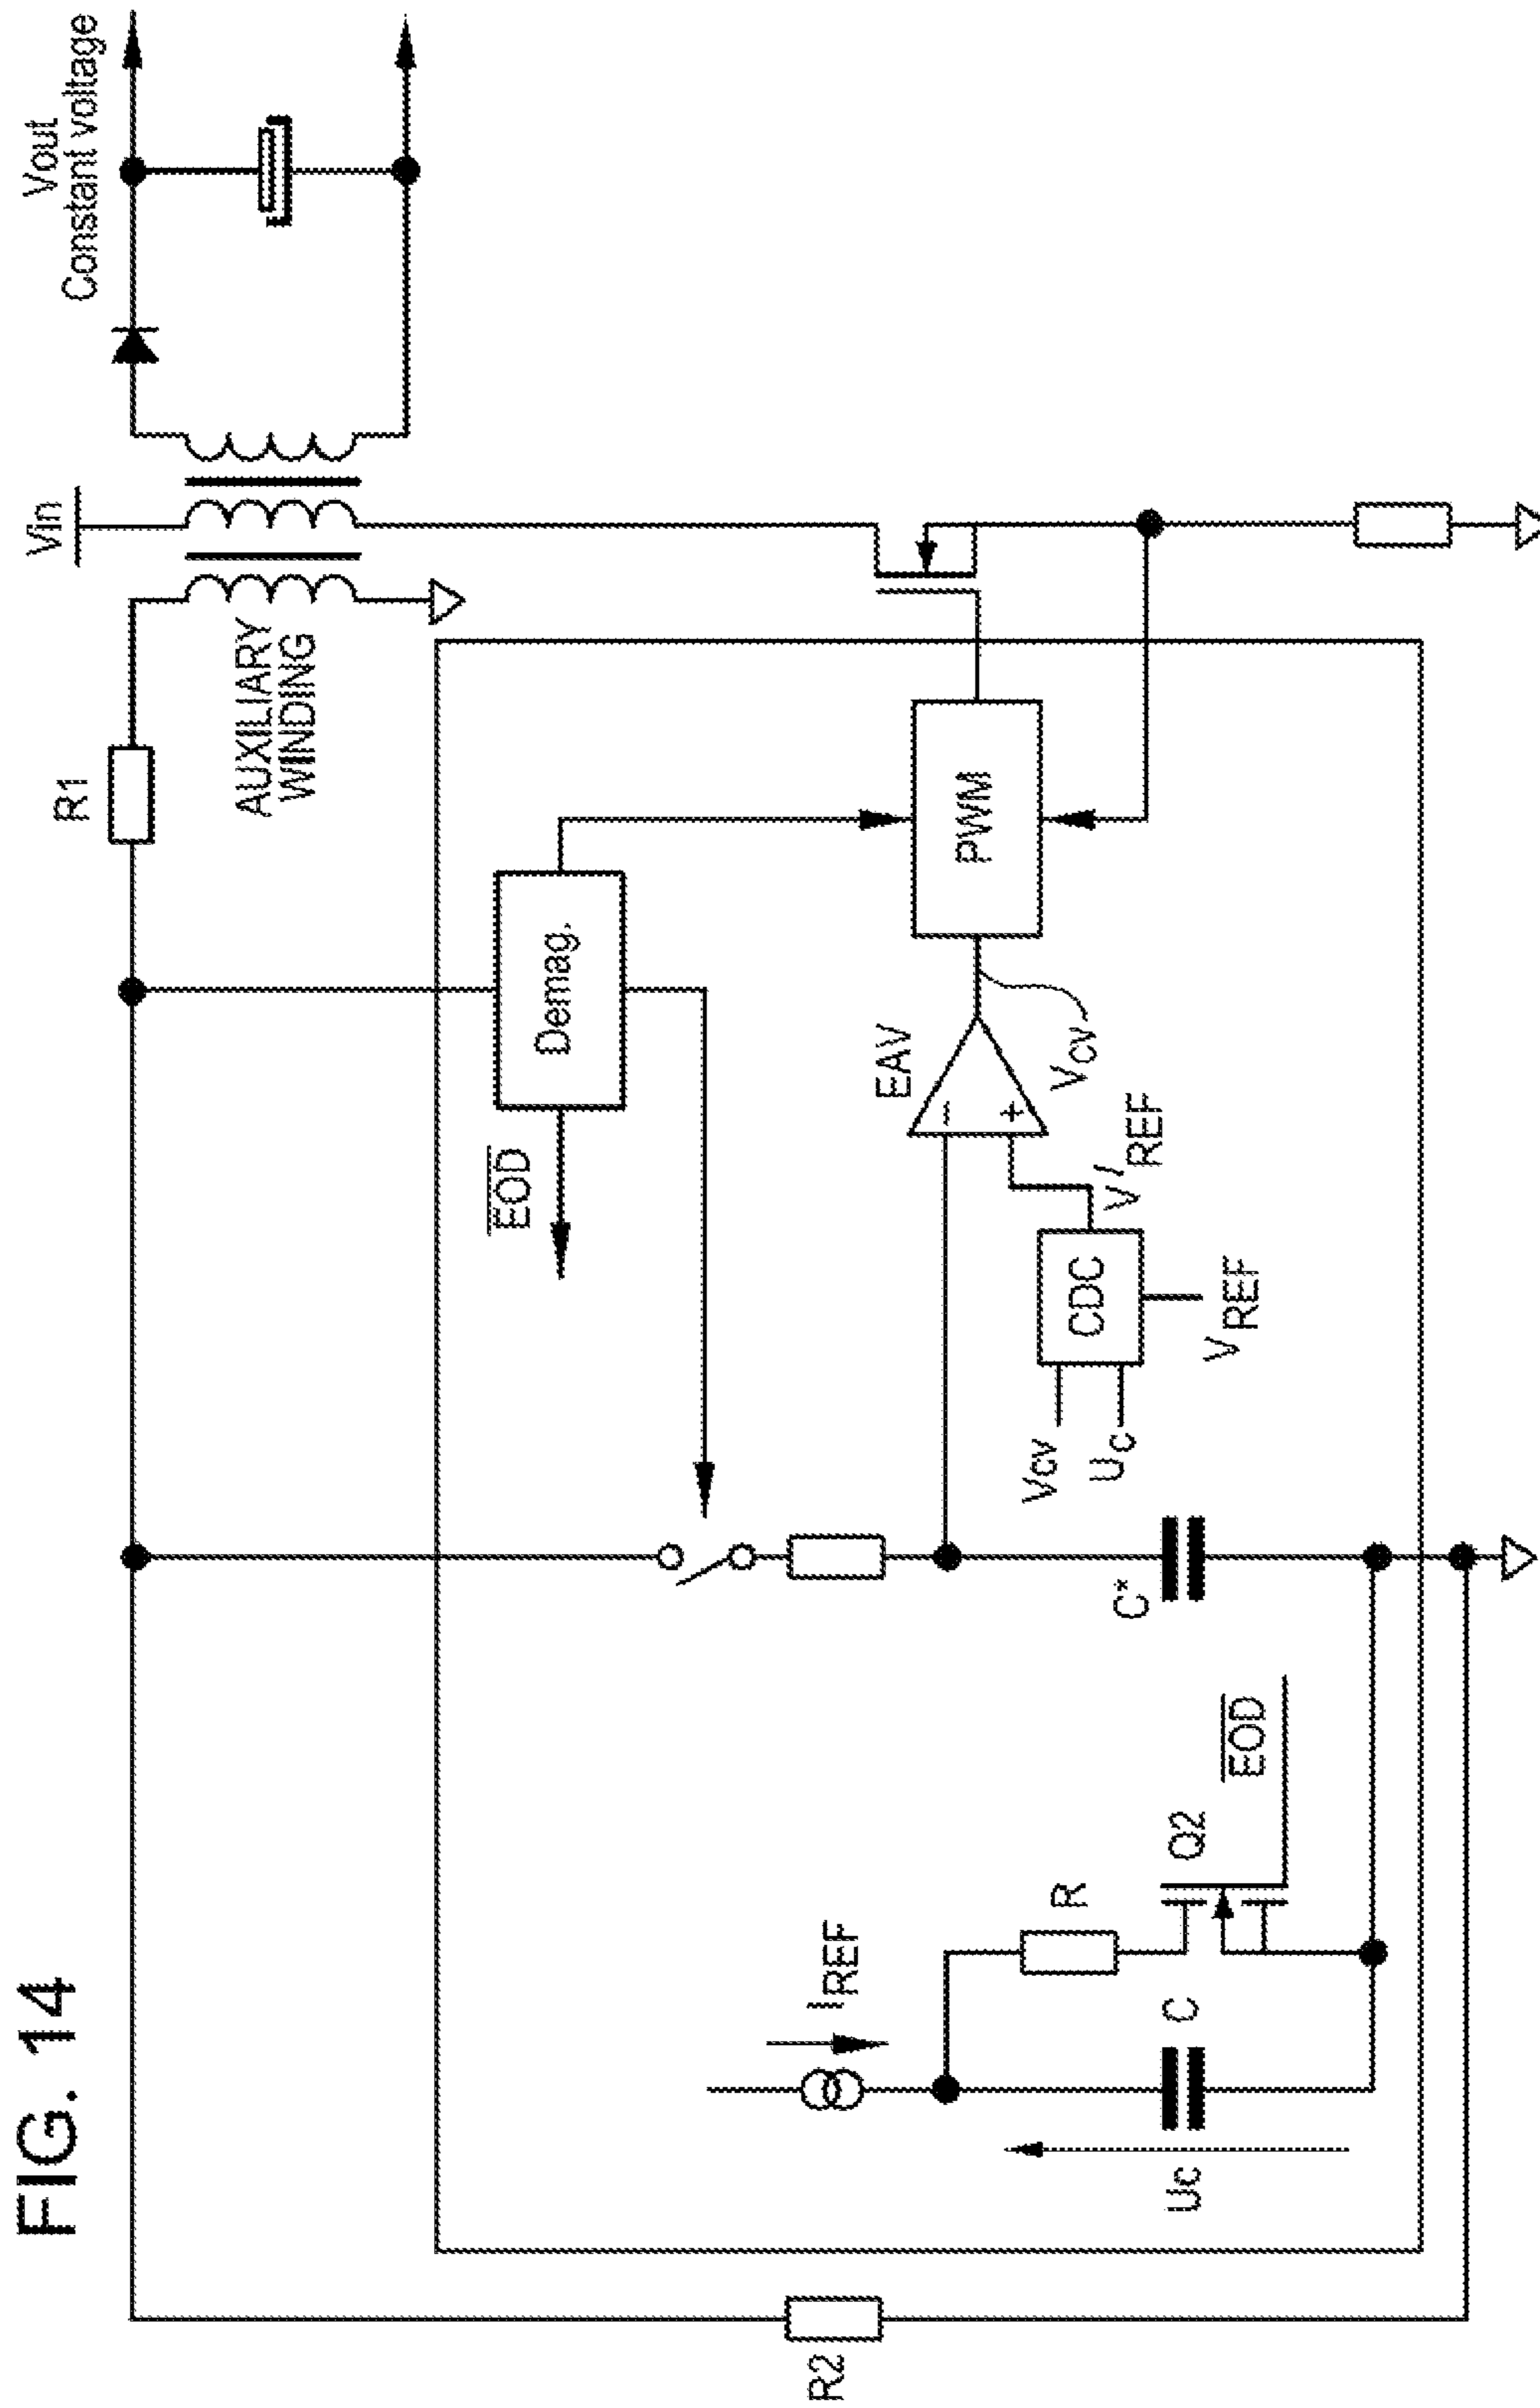 FIG. 14
Vin
Vout
Constant voltage
R1
AUXILIARY
WINDING
Demag.
EOD
PWM
EAV
−
+
VCV
V'REF
CDC
VREF
Vcv
UC
C*
EOD
Q2
R
IREF
C
Uc
R2